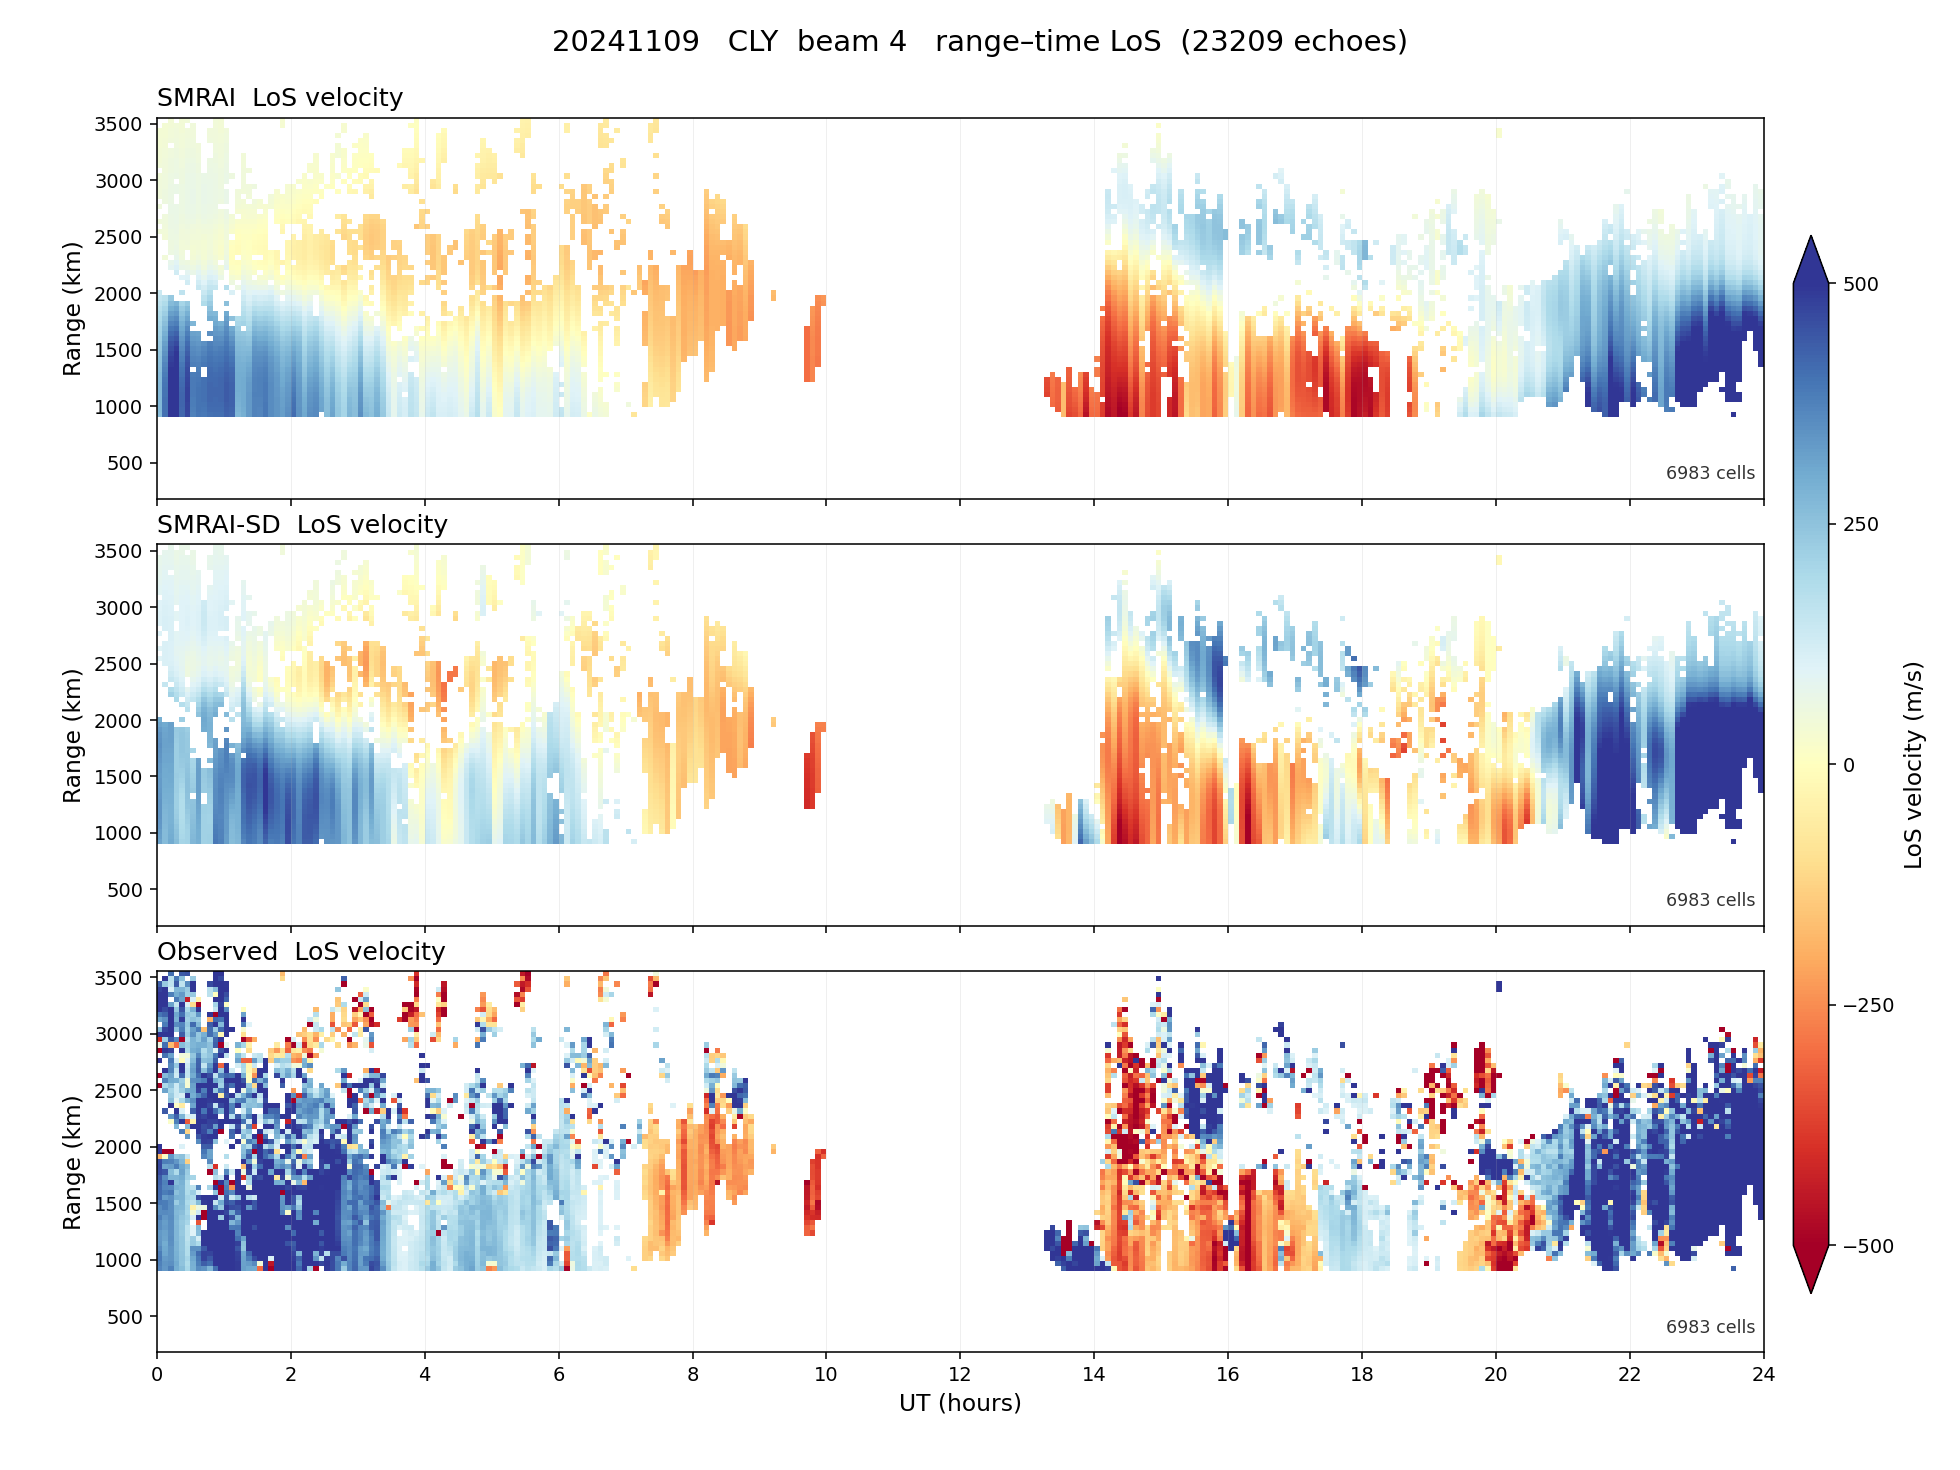 20241109 CLY beam 4 range–time LoS (23209 echoes)
SMRAI LoS velocity
3500
3000
2500
2000
1500
1000
500
Range (km)
6983 cells
SMRAI-SD LoS velocity
3500
3000
2500
2000
1500
1000
500
Range (km)
6983 cells
Observed LoS velocity
3500
3000
2500
2000
1500
1000
500
Range (km)
6983 cells
0 2 4 6 8 10 12 14 16 18 20 22 24
UT (hours)
500
250
0
−250
−500
LoS velocity (m/s)